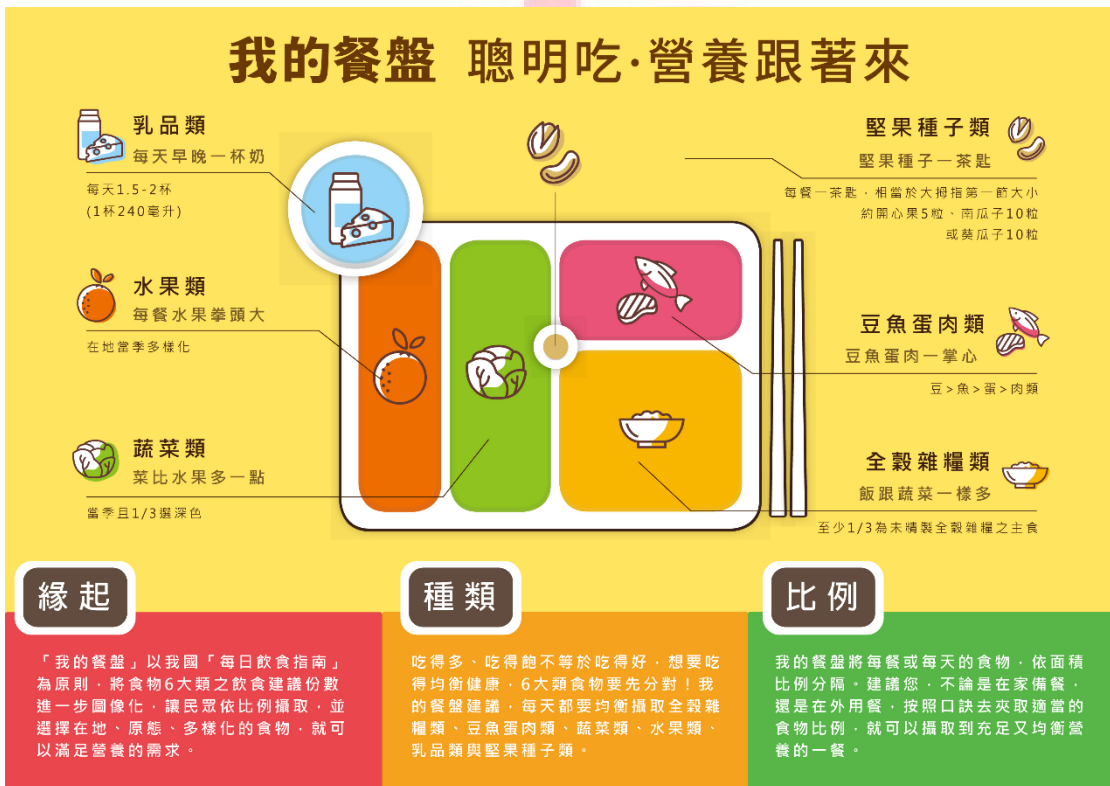 我的餐盤 聰明吃·營養跟著來
乳品類
每天早晚一杯奶
每天1.5-2杯
(1杯240毫升)
水果類
每餐水果拳頭大
在地當季多樣化
蔬菜類
菜比水果多一點
當季且1/3選深色
堅果種子類
堅果種子一茶匙
每餐一茶匙，相當於大拇指第一節大小
約開心果5粒、南瓜子10粒
或葵瓜子10粒
豆魚蛋肉類
豆魚蛋肉一掌心
豆>魚>蛋>肉類
全穀雜糧類
飯跟蔬菜一樣多
至少1/3為未精製全穀雜糧之主食
緣起
「我的餐盤」以我國「每日飲食指南」
為原則，將食物6大類之飲食建議份數
進一步圖像化，讓民眾依比例攝取，並
選擇在地、原態、多樣化的食物，就可
以滿足營養的需求。
種類
吃得多、吃得飽不等於吃得好，想要吃
得均衡健康，6大類食物要先分對！我
的餐盤建議，每天都要均衡攝取全穀雜
糧類、豆魚蛋肉類、蔬菜類、水果類、
乳品類與堅果種子類。
比例
我的餐盤將每餐或每天的食物，依面積
比例分隔。建議您，不論是在家備餐，
還是在外用餐，按照口訣去夾取適當的
食物比例，就可以攝取到充足又均衡營
養的一餐。